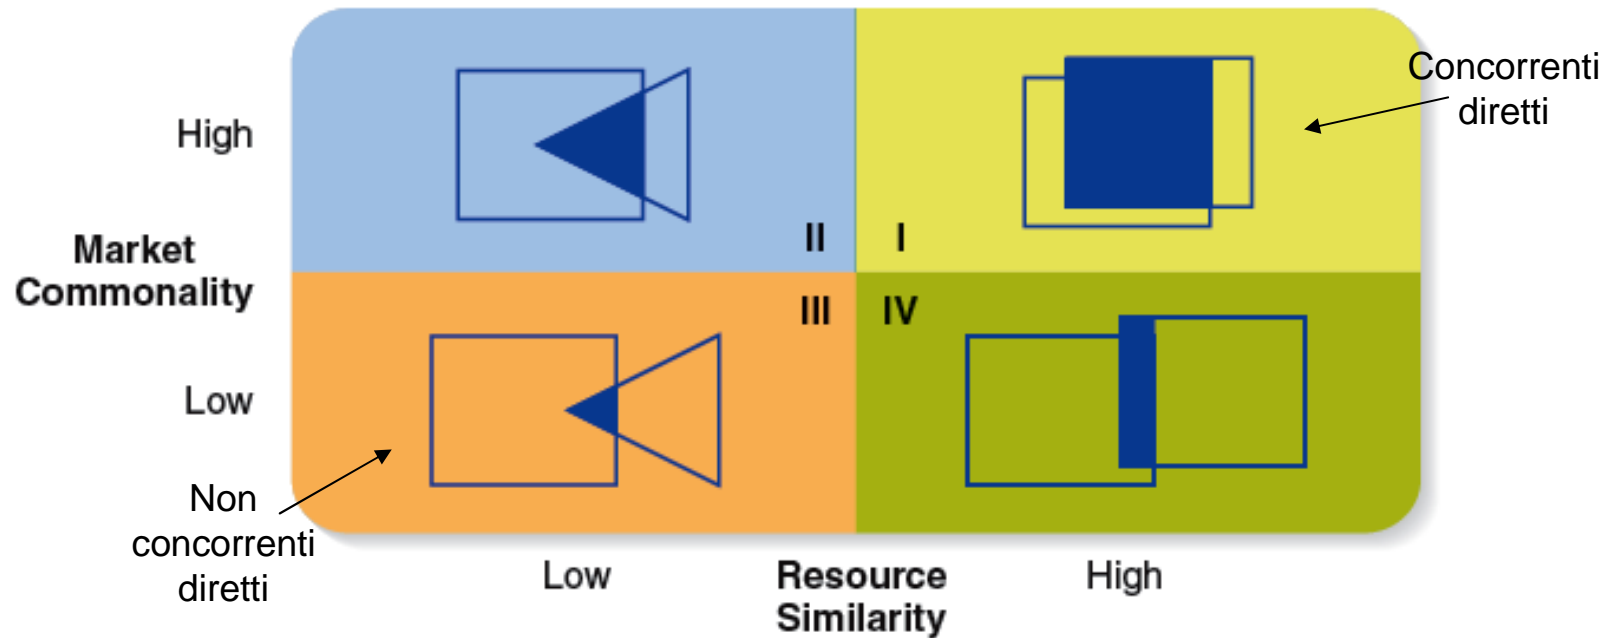 High
Concorrenti
diretti
Market
Commonality
II
I
III
IV
Low
Non
concorrenti
diretti
Low
Resource
Similarity
High